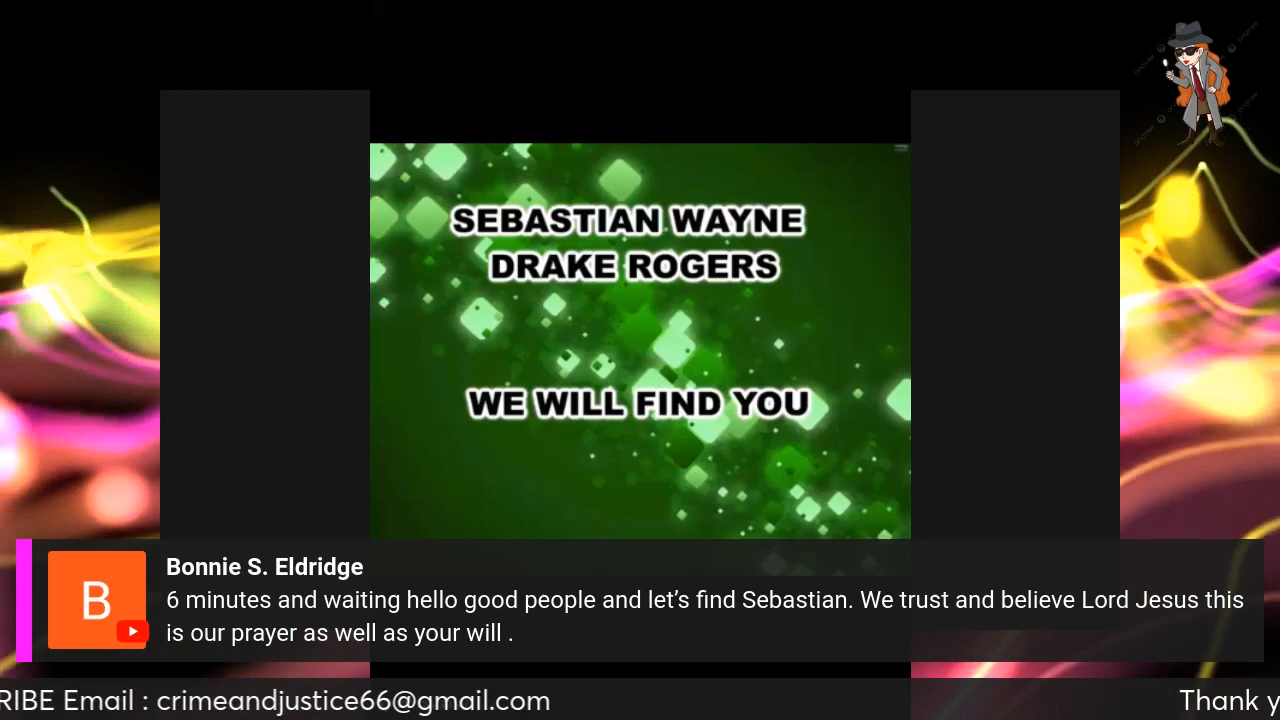 SEBASTIAN WAYNE
DRAKE ROGERS
WE WILL FIND YOU
B
Bonnie S. Eldridge
6 minutes and waiting hello good people and let’s find Sebastian. We trust and believe Lord Jesus this
is our prayer as well as your will .
RIBE Email : crimeandjustice66@gmail.com Thank y